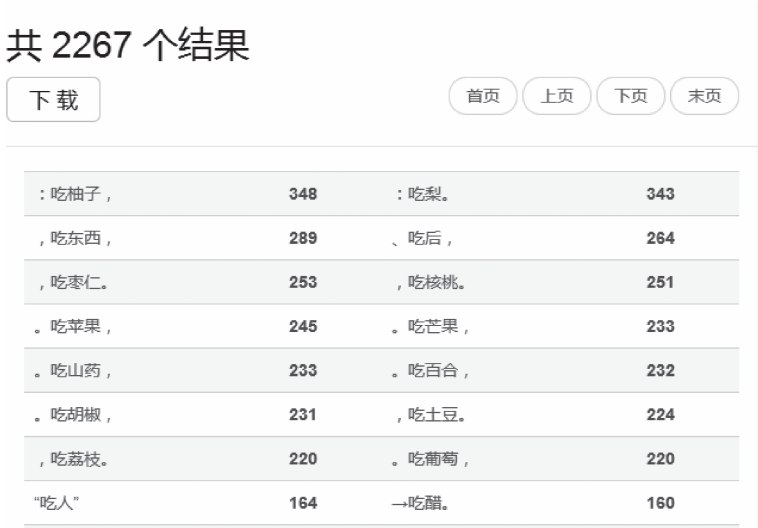 共 2267 个结果
下 载 首页 上页 下页 末页
：吃柚子， 348 ：吃梨。 343
，吃东西， 289 、吃后， 264
，吃枣仁。 253 ，吃核桃。 251
。吃苹果， 245 。吃芒果， 233
。吃山药， 233 。吃百合， 232
。吃胡椒， 231 ，吃土豆。 224
，吃荔枝。 220 。吃葡萄， 220
“吃人” 164 →吃醋。 160